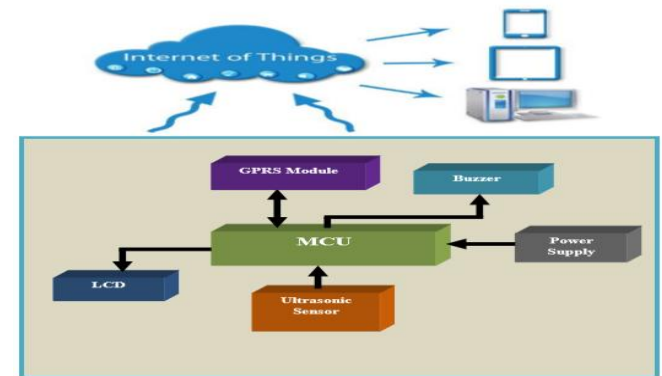 Internet of Things
GPRS Module
Buzzer
MCU
Power
Supply
LCD
Ultrasonic
Sensor